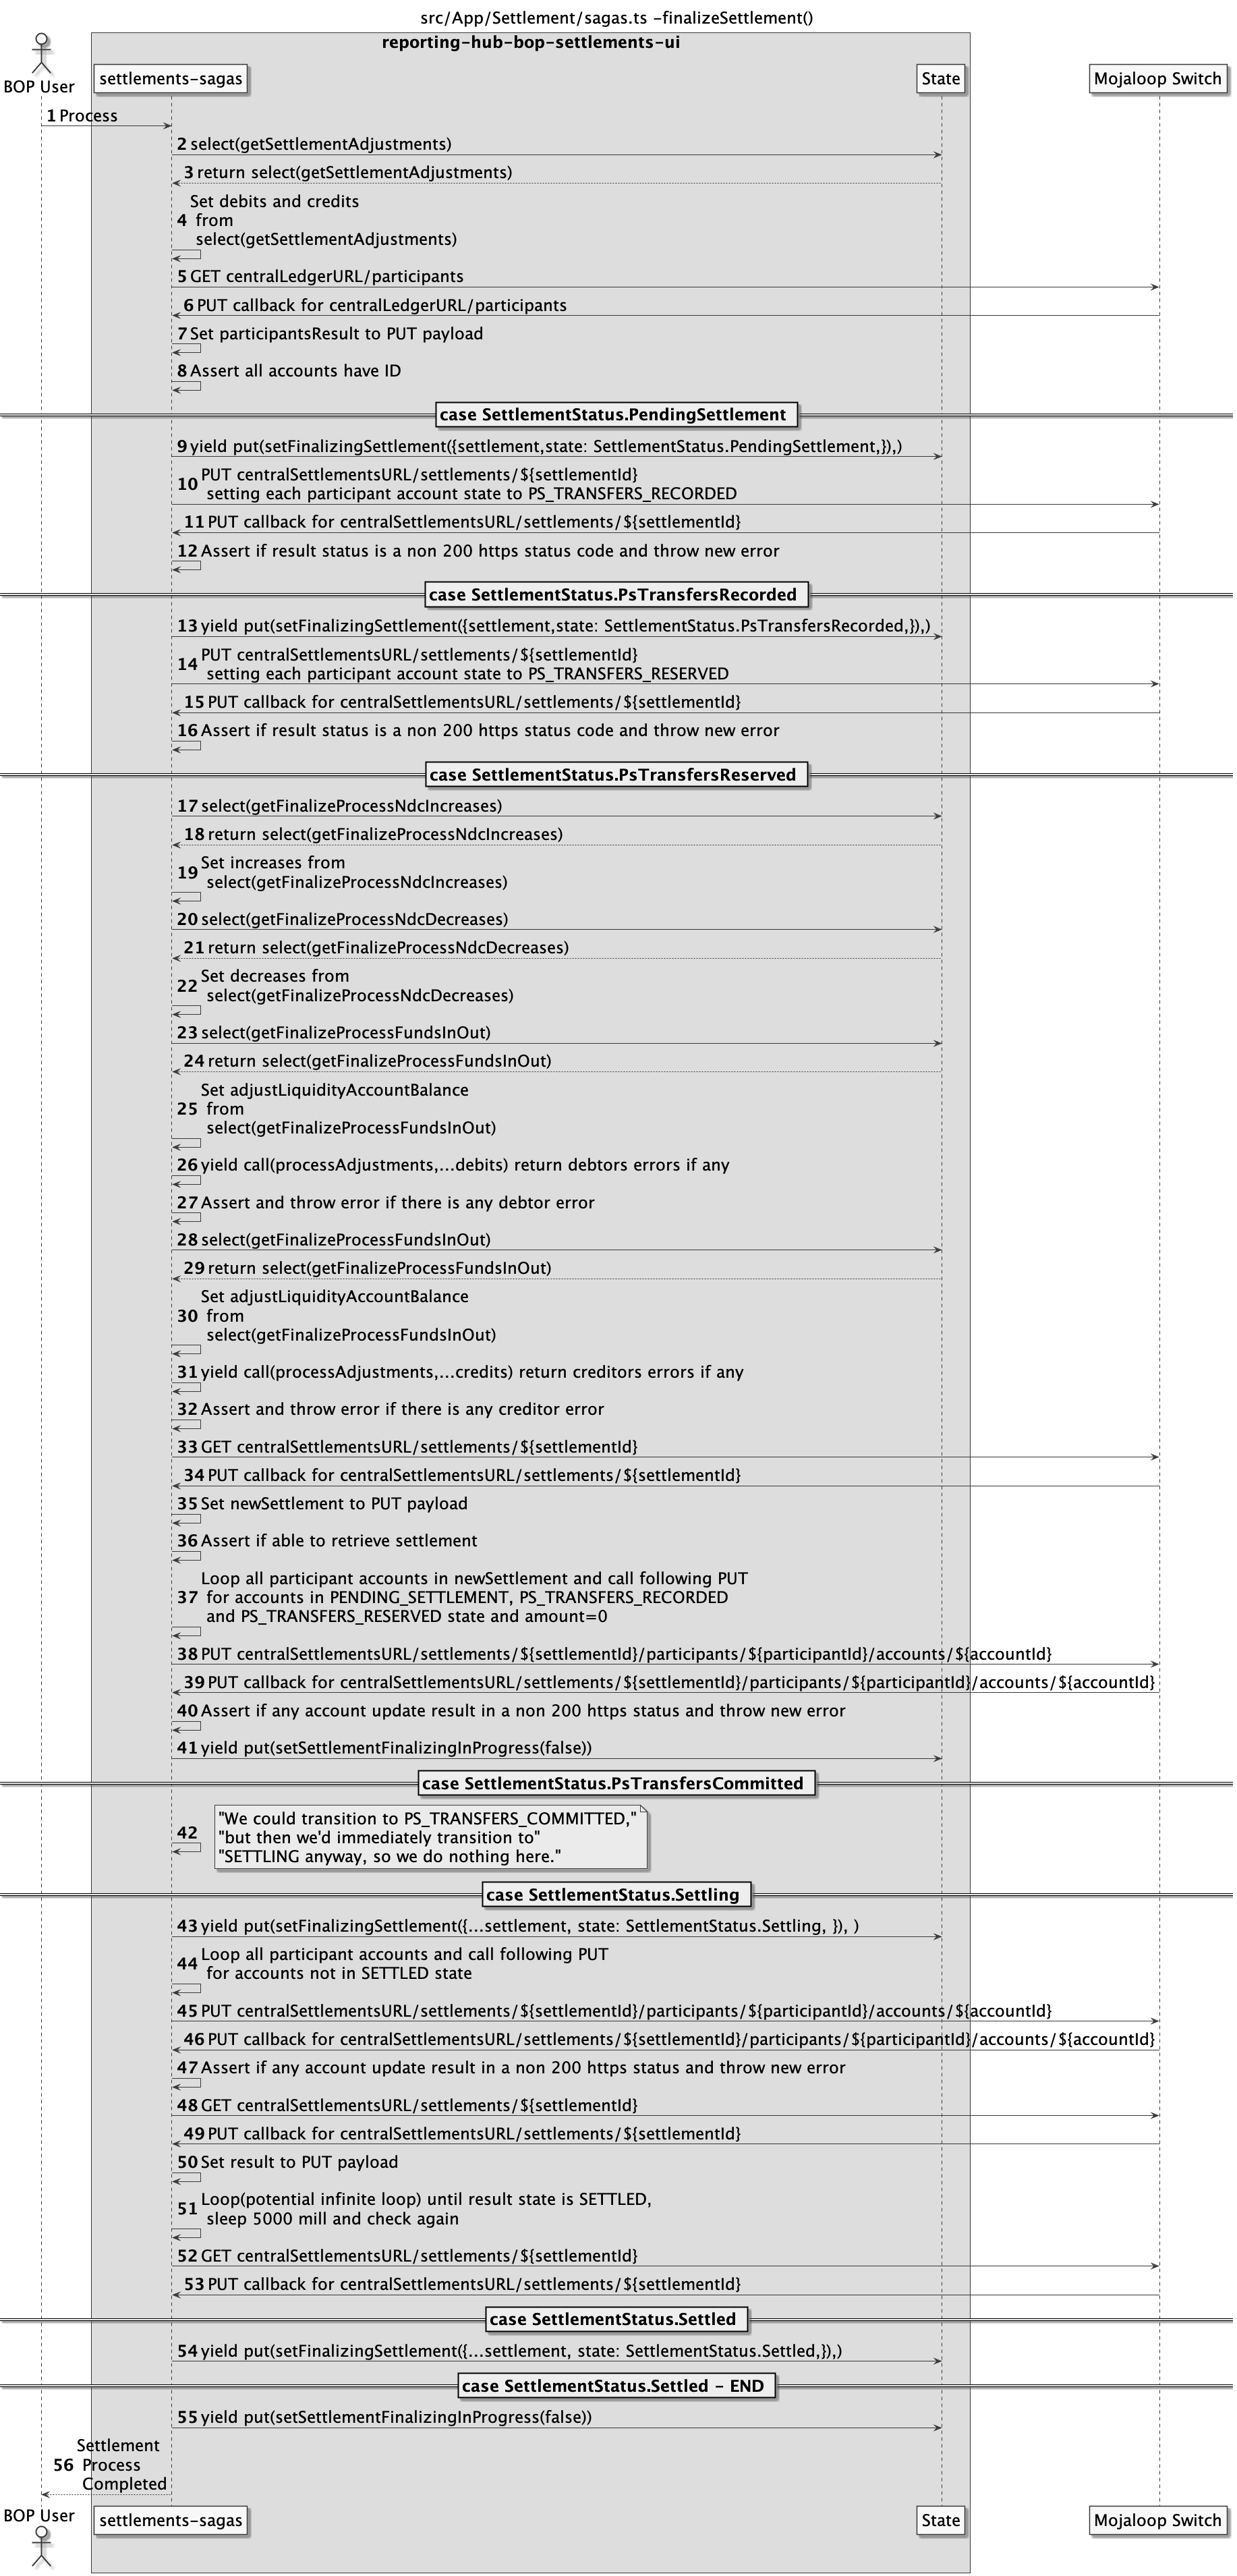 src/App/Settlement/sagas.ts -finalizeSettlement()
reporting-hub-bop-settlements-ui
BOP User
settlements-sagas
State
Mojaloop Switch
1 Process
2 select(getSettlementAdjustments)
3 return select(getSettlementAdjustments)
Set debits and credits
4 from
select(getSettlementAdjustments)
5 GET centralLedgerURL/participants
6 PUT callback for centralLedgerURL/participants
7 Set participantsResult to PUT payload
8 Assert all accounts have ID
case SettlementStatus.PendingSettlement
9 yield put(setFinalizingSettlement({settlement,state: SettlementStatus.PendingSettlement,}),)
10 PUT centralSettlementsURL/settlements/${settlementId}
setting each participant account state to PS_TRANSFERS_RECORDED
11 PUT callback for centralSettlementsURL/settlements/${settlementId}
12 Assert if result status is a non 200 https status code and throw new error
case SettlementStatus.PsTransfersRecorded
13 yield put(setFinalizingSettlement({settlement,state: SettlementStatus.PsTransfersRecorded,}),)
14 PUT centralSettlementsURL/settlements/${settlementId}
setting each participant account state to PS_TRANSFERS_RESERVED
15 PUT callback for centralSettlementsURL/settlements/${settlementId}
16 Assert if result status is a non 200 https status code and throw new error
case SettlementStatus.PsTransfersReserved
17 select(getFinalizeProcessNdcIncreases)
18 return select(getFinalizeProcessNdcIncreases)
19 Set increases from
select(getFinalizeProcessNdcIncreases)
20 select(getFinalizeProcessNdcDecreases)
21 return select(getFinalizeProcessNdcDecreases)
22 Set decreases from
select(getFinalizeProcessNdcDecreases)
23 select(getFinalizeProcessFundsInOut)
24 return select(getFinalizeProcessFundsInOut)
Set adjustLiquidityAccountBalance
25 from
select(getFinalizeProcessFundsInOut)
26 yield call(processAdjustments,...debits) return debtors errors if any
27 Assert and throw error if there is any debtor error
28 select(getFinalizeProcessFundsInOut)
29 return select(getFinalizeProcessFundsInOut)
Set adjustLiquidityAccountBalance
30 from
select(getFinalizeProcessFundsInOut)
31 yield call(processAdjustments,...credits) return creditors errors if any
32 Assert and throw error if there is any creditor error
33 GET centralSettlementsURL/settlements/${settlementId}
34 PUT callback for centralSettlementsURL/settlements/${settlementId}
35 Set newSettlement to PUT payload
36 Assert if able to retrieve settlement
Loop all participant accounts in newSettlement and call following PUT
37 for accounts in PENDING_SETTLEMENT, PS_TRANSFERS_RECORDED
and PS_TRANSFERS_RESERVED state and amount=0
38 PUT centralSettlementsURL/settlements/${settlementId}/participants/${participantId}/accounts/${accountId}
39 PUT callback for centralSettlementsURL/settlements/${settlementId}/participants/${participantId}/accounts/${accountId}
40 Assert if any account update result in a non 200 https status and throw new error
41 yield put(setSettlementFinalizingInProgress(false))
case SettlementStatus.PsTransfersCommitted
"We could transition to PS_TRANSFERS_COMMITTED,"
42 "but then we'd immediately transition to"
"SETTLING anyway, so we do nothing here."
case SettlementStatus.Settling
43 yield put(setFinalizingSettlement({...settlement, state: SettlementStatus.Settling, }), )
44 Loop all participant accounts and call following PUT
for accounts not in SETTLED state
45 PUT centralSettlementsURL/settlements/${settlementId}/participants/${participantId}/accounts/${accountId}
46 PUT callback for centralSettlementsURL/settlements/${settlementId}/participants/${participantId}/accounts/${accountId}
47 Assert if any account update result in a non 200 https status and throw new error
48 GET centralSettlementsURL/settlements/${settlementId}
49 PUT callback for centralSettlementsURL/settlements/${settlementId}
50 Set result to PUT payload
51 Loop(potential infinite loop) until result state is SETTLED,
sleep 5000 mill and check again
52 GET centralSettlementsURL/settlements/${settlementId}
53 PUT callback for centralSettlementsURL/settlements/${settlementId}
case SettlementStatus.Settled
54 yield put(setFinalizingSettlement({...settlement, state: SettlementStatus.Settled,}),)
case SettlementStatus.Settled - END
55 yield put(setSettlementFinalizingInProgress(false))
Settlement
56 Process
Completed
BOP User
settlements-sagas
State
Mojaloop Switch